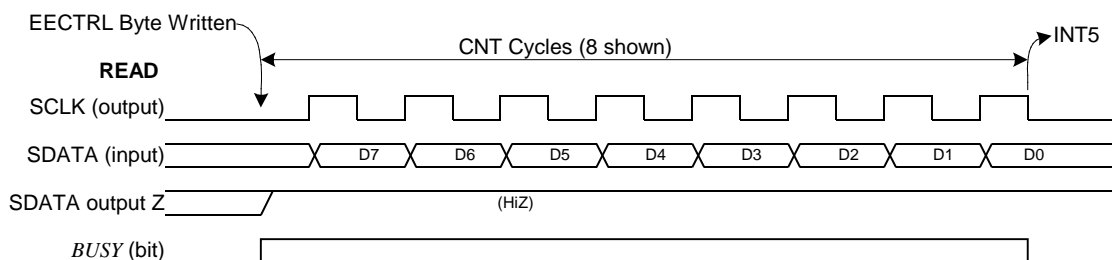 EECTRL Byte Written
CNT Cycles (8 shown)
INT5
READ
SCLK (output)
SDATA (input)
D7 D6 D5 D4 D3 D2 D1 D0
SDATA output Z
(HiZ)
BUSY (bit)